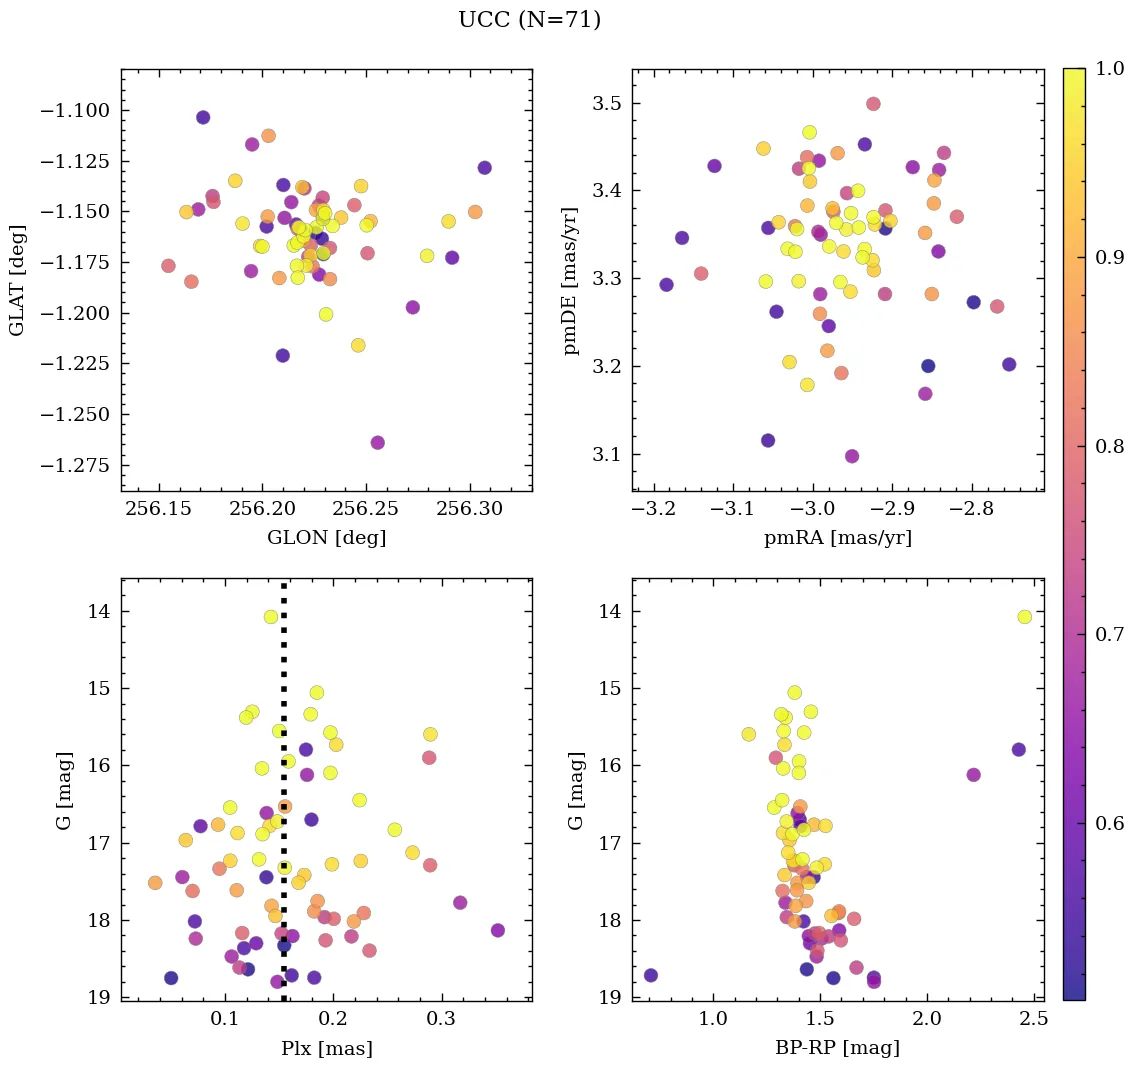 UCC (N=71)
−1.100
−1.125
−1.150
−1.175
−1.200
−1.225
−1.250
−1.275
GLAT [deg]
256.15 256.20 256.25 256.30
GLON [deg]
3.5
3.4
3.3
3.2
3.1
pmDE [mas/yr]
−3.2 −3.1 −3.0 −2.9 −2.8
pmRA [mas/yr]
14
15
16
17
18
19
G [mag]
0.1 0.2 0.3
Plx [mas]
14
15
16
17
18
19
G [mag]
1.0 1.5 2.0 2.5
BP-RP [mag]
1.0
0.9
0.8
0.7
0.6